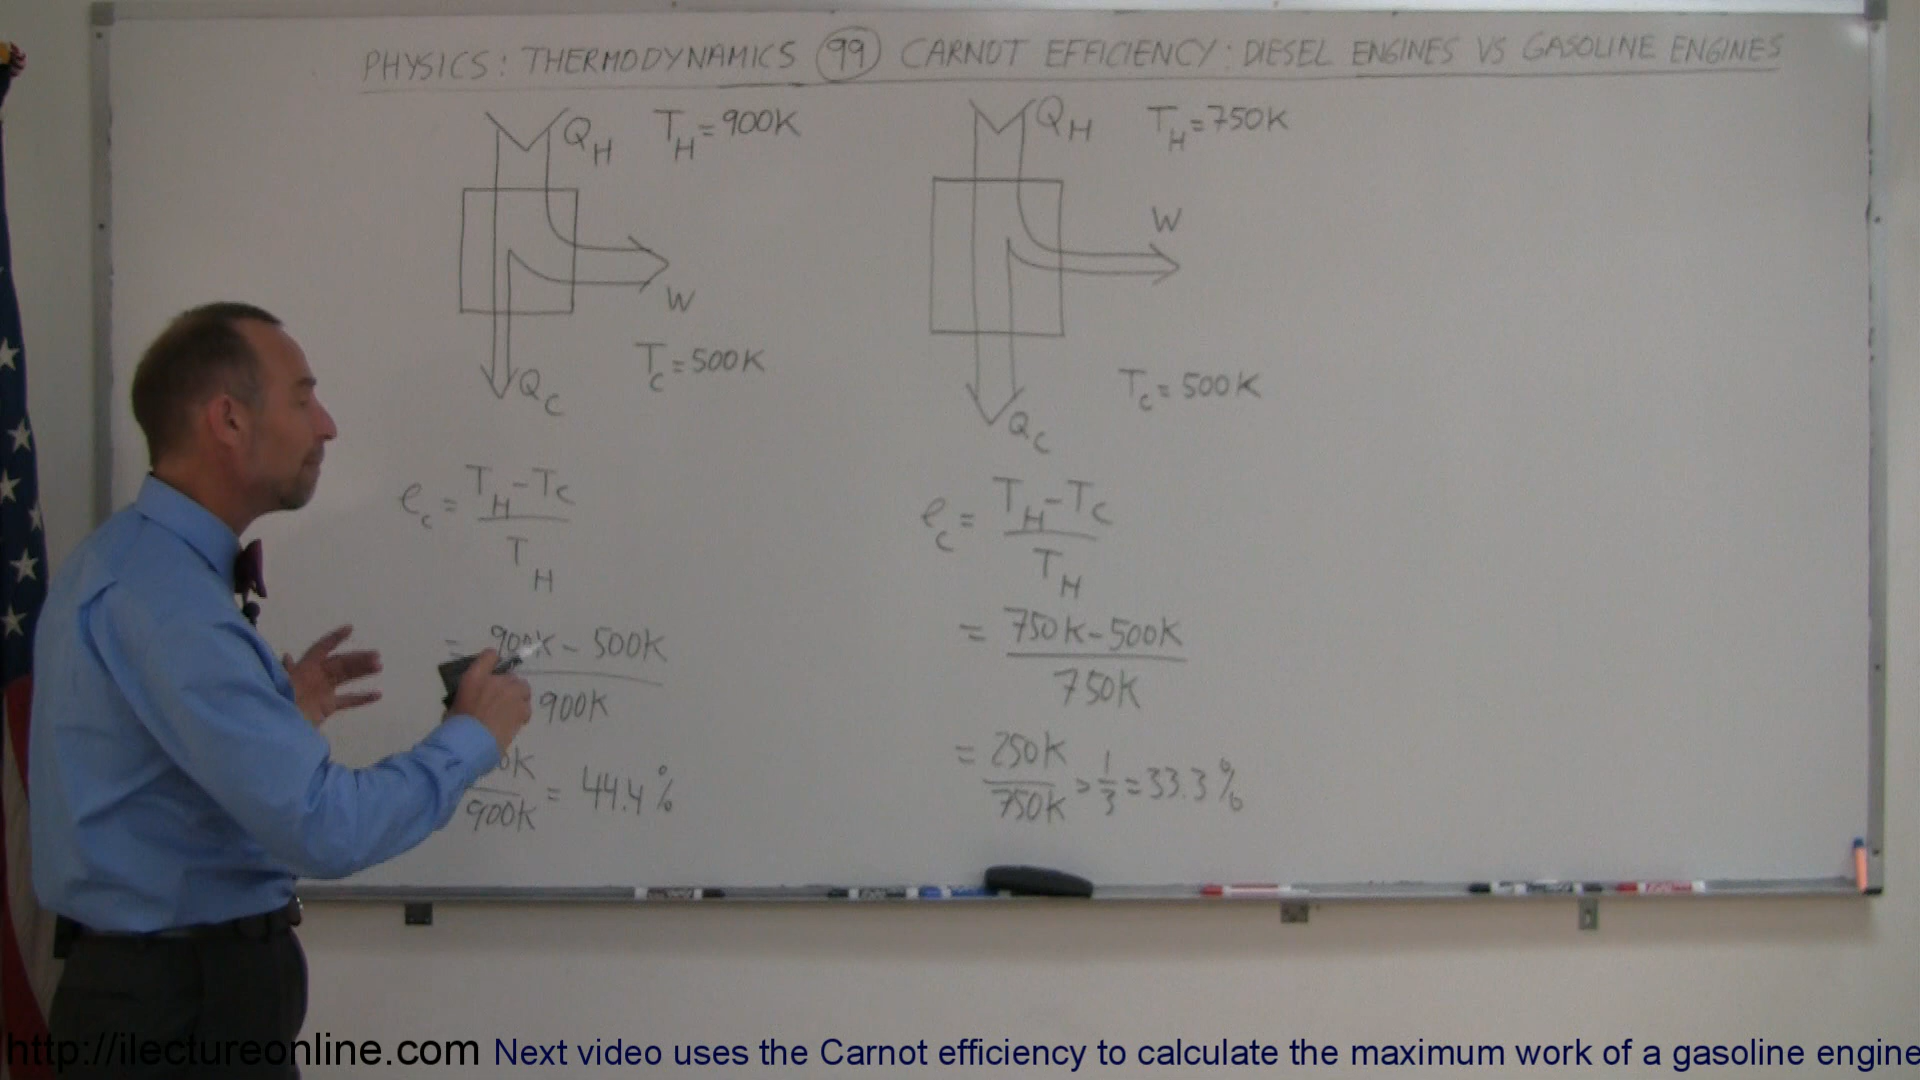 PHYSICS: THERMODYNAMICS 99 CARNOT EFFICIENCY: DIESEL ENGINES VS GASOLINE ENGINES
Q_H T_H = 900K
W
T_C = 500K
Q_C
e_c = (T_H - T_C) / T_H
= (900K - 500K) / 900K
0K / 900K = 44.4%
Q_H T_H = 750K
W
T_C = 500K
Q_C
e_c = (T_H - T_C) / T_H
= (750K - 500K) / 750K
= 250K / 750K = 1/3 = 33.3%
http://ilectureonline.com Next video uses the Carnot efficiency to calculate the maximum work of a gasoline engine